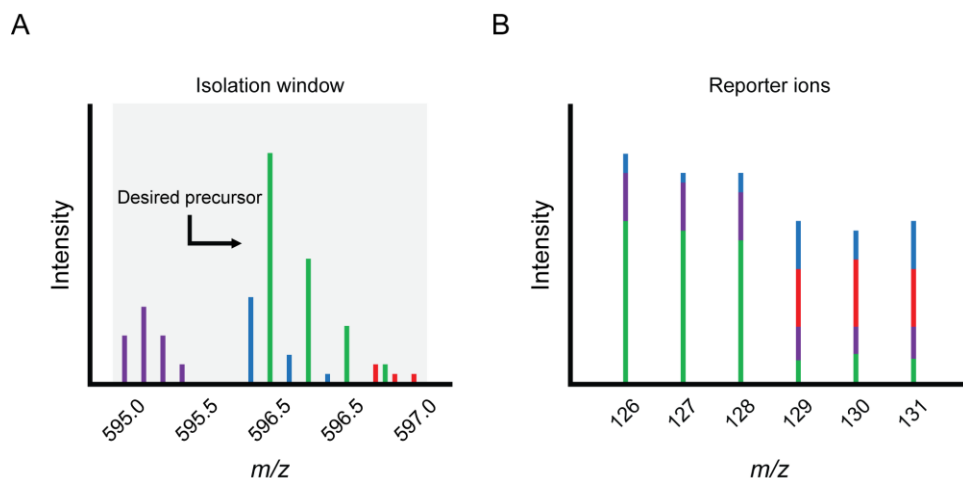 A
B
Isolation window
Reporter ions
Desired precursor
Intensity
Intensity
595.0
595.5
596.5
596.5
597.0
126
127
128
129
130
131
m/z
m/z